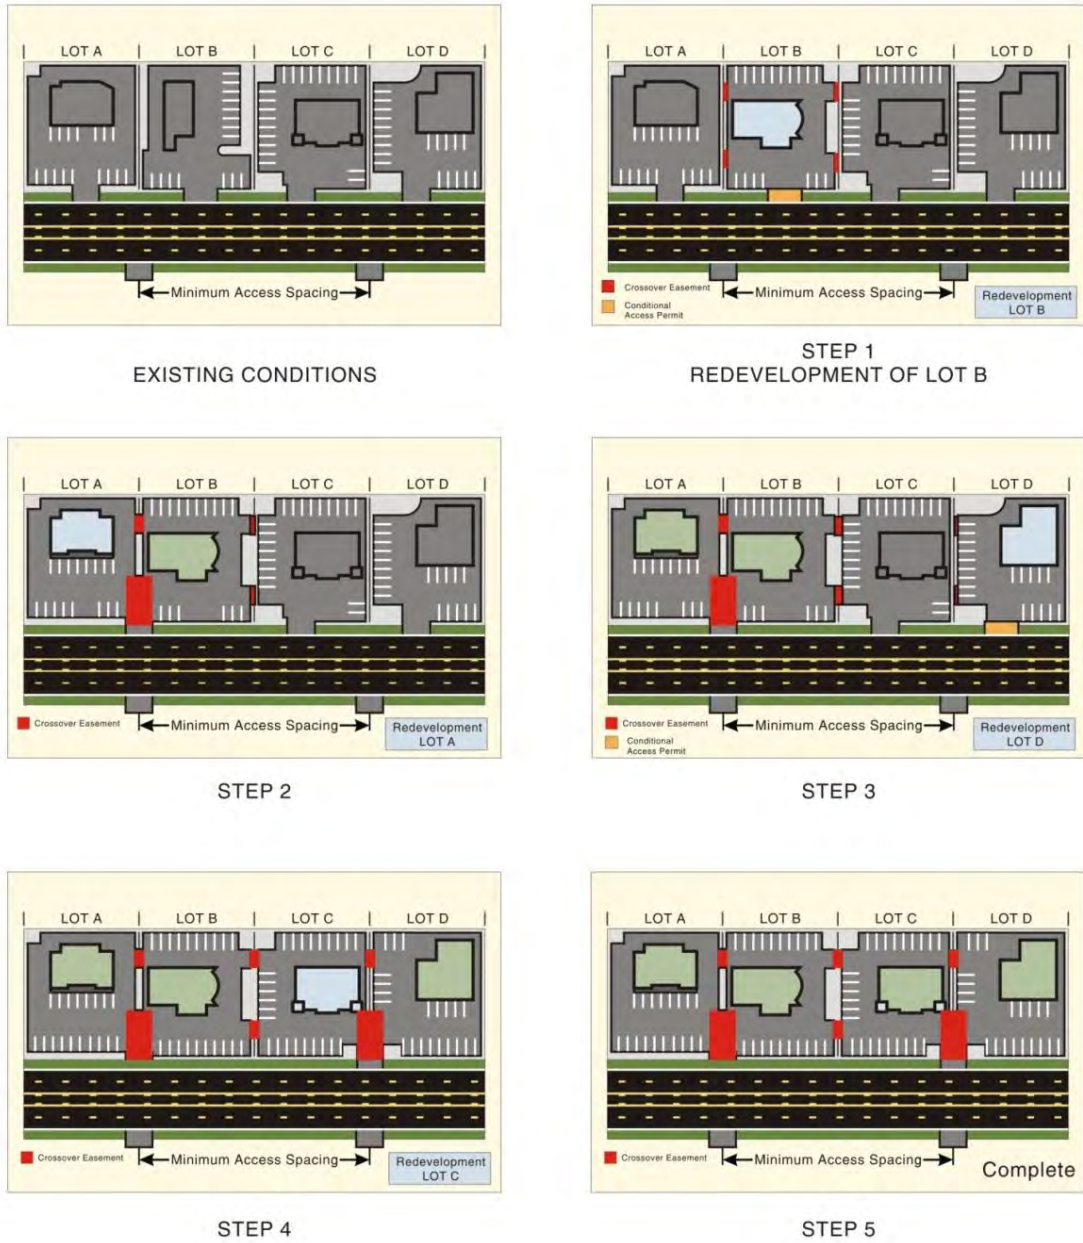 LOT A LOT B LOT C LOT D
Minimum Access Spacing
EXISTING CONDITIONS
LOT A LOT B LOT C LOT D
Minimum Access Spacing
Crossover Easement
Conditional
Access Permit
Redevelopment
LOT B
STEP 1
REDEVELOPMENT OF LOT B
LOT A LOT B LOT C LOT D
Crossover Easement
Minimum Access Spacing
Redevelopment
LOT A
STEP 2
LOT A LOT B LOT C LOT D
Crossover Easement
Conditional
Access Permit
Minimum Access Spacing
Redevelopment
LOT D
STEP 3
LOT A LOT B LOT C LOT D
Crossover Easement
Minimum Access Spacing
Redevelopment
LOT C
STEP 4
LOT A LOT B LOT C LOT D
Crossover Easement
Minimum Access Spacing
Complete
STEP 5